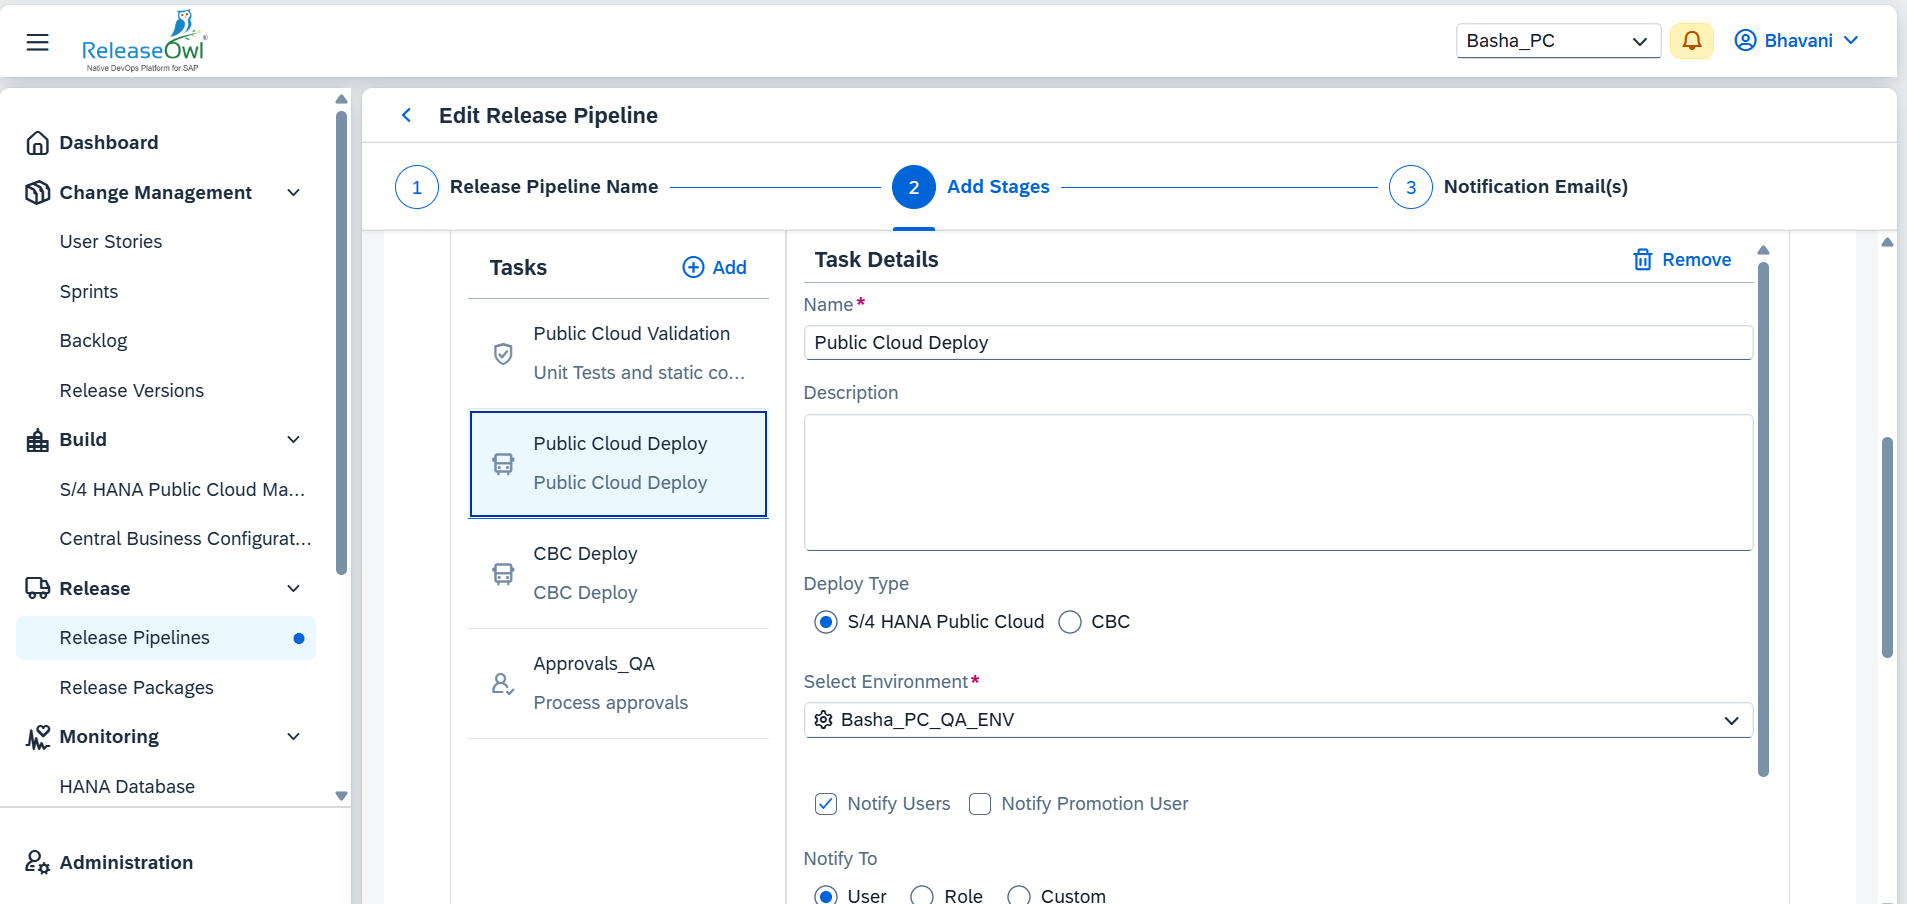 ReleaseOwl
Native DevOps Platform for SAP
Basha_PC
Bhavani
Dashboard
Change Management
User Stories
Sprints
Backlog
Release Versions
Build
S/4 HANA Public Cloud Ma...
Central Business Configurat...
Release
Release Pipelines
Release Packages
Monitoring
HANA Database
Administration
Edit Release Pipeline
1 Release Pipeline Name
2 Add Stages
3 Notification Email(s)
Tasks
Add
Public Cloud Validation
Unit Tests and static co...
Public Cloud Deploy
Public Cloud Deploy
CBC Deploy
CBC Deploy
Approvals_QA
Process approvals
Task Details
Remove
Name*
Public Cloud Deploy
Description
Deploy Type
S/4 HANA Public Cloud CBC
Select Environment*
Basha_PC_QA_ENV
Notify Users Notify Promotion User
Notify To
User Role Custom